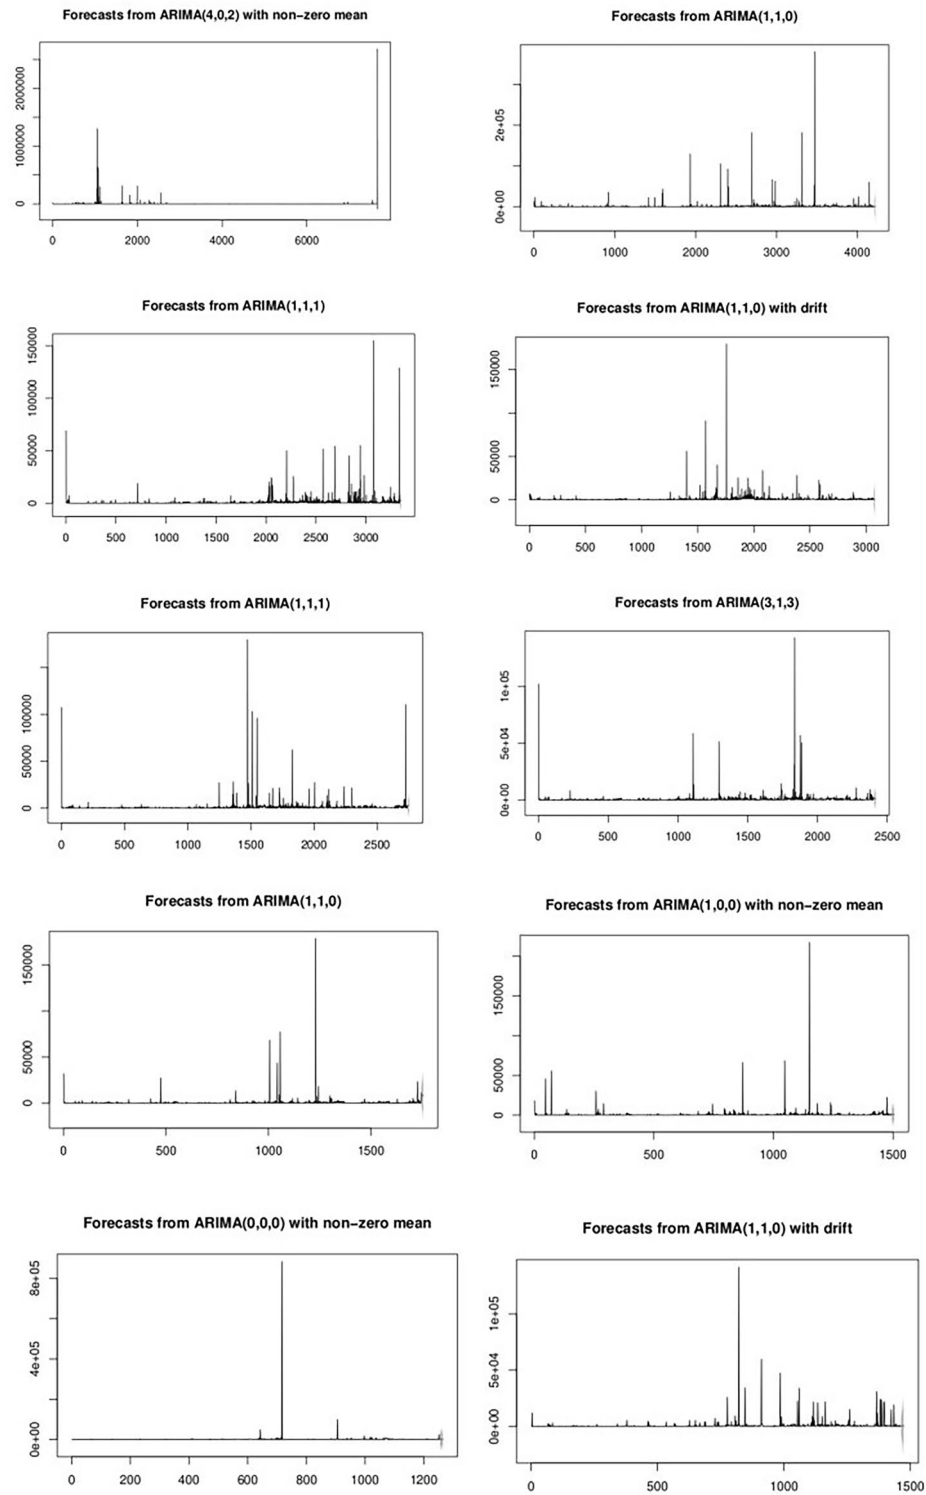 Forecasts from ARIMA(4,0,2) with non−zero mean
2000000
1000000
0
0 2000 4000 6000
Forecasts from ARIMA(1,1,0)
2e+05
0e+00
0 1000 2000 3000 4000
Forecasts from ARIMA(1,1,1)
150000
100000
50000
0
0 500 1000 1500 2000 2500 3000
Forecasts from ARIMA(1,1,0) with drift
150000
50000
0
0 500 1000 1500 2000 2500 3000
Forecasts from ARIMA(1,1,1)
100000
50000
0
0 500 1000 1500 2000 2500
Forecasts from ARIMA(3,1,3)
1e+05
5e+04
0e+00
0 500 1000 1500 2000 2500
Forecasts from ARIMA(1,1,0)
150000
50000
0
0 500 1000 1500
Forecasts from ARIMA(1,0,0) with non−zero mean
150000
50000
0
0 500 1000 1500
Forecasts from ARIMA(0,0,0) with non−zero mean
8e+05
4e+05
0e+00
0 200 400 600 800 1000 1200
Forecasts from ARIMA(1,1,0) with drift
1e+05
5e+04
0e+00
0 500 1000 1500